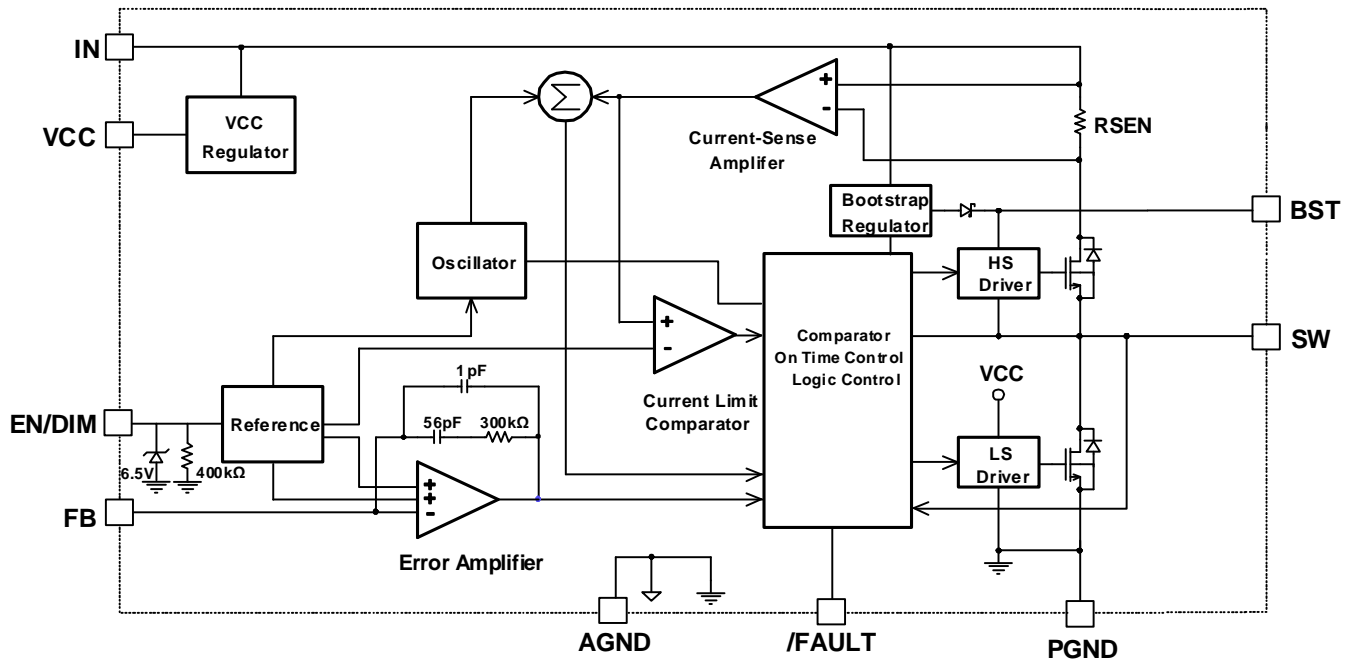 IN
VCC
VCC
Regulator
Σ
+
-
Current-Sense
Amplifer
RSEN
Bootstrap
Regulator
BST
Oscillator
HS
Driver
+
-
Comparator
On Time Control
Logic Control
SW
Current Limit
Comparator
VCC
1pF
56pF
300kΩ
EN/DIM
Reference
6.5V
400kΩ
LS
Driver
+
+
-
FB
Error Amplifier
AGND
/FAULT
PGND